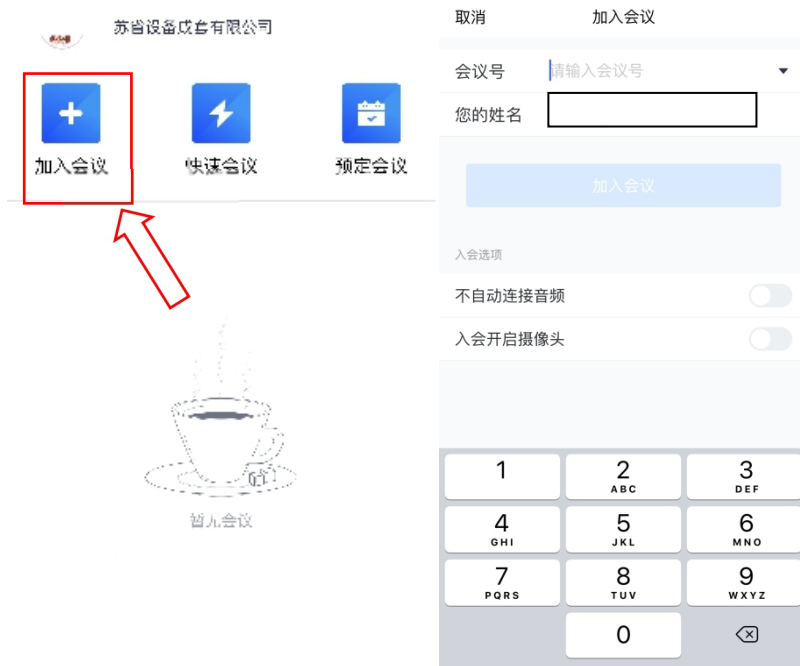 苏省设备成套有限公司
加入会议
快速会议
预定会议
暂无会议
取消
加入会议
会议号
请输入会议号
您的姓名
加入会议
入会选项
不自动连接音频
入会开启摄像头
1
2
ABC
3
DEF
4
GHI
5
JKL
6
MNO
7
PQRS
8
TUV
9
WXYZ
0